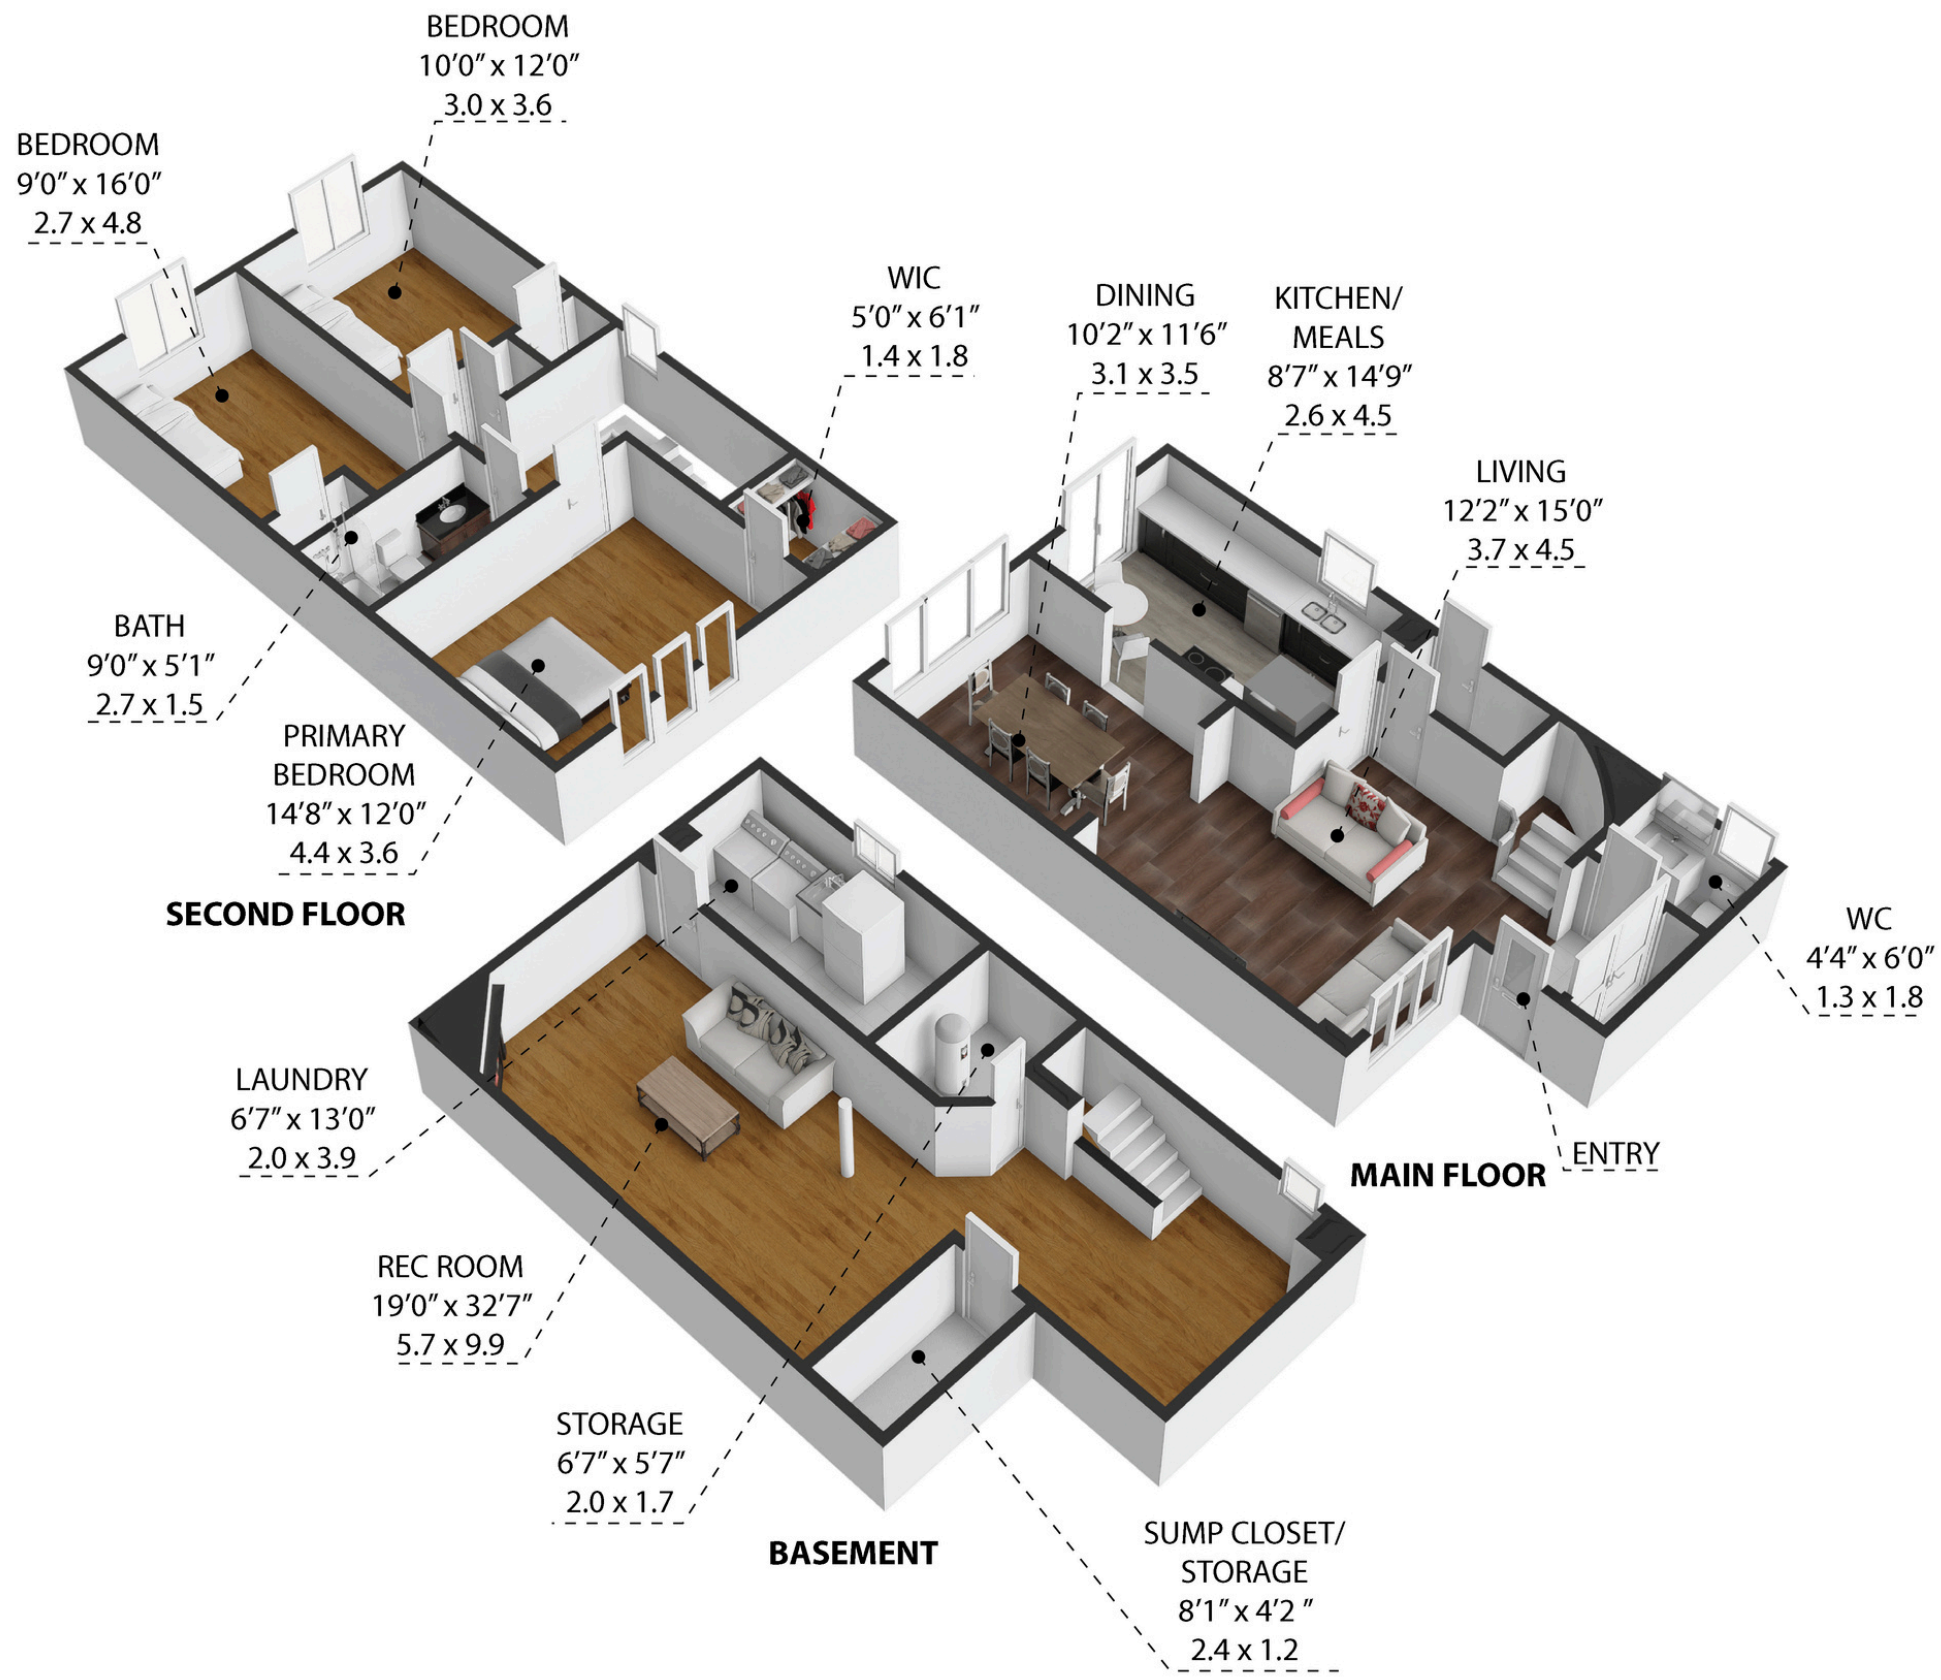 BEDROOM
10′0″ x 12′0″
3.0 x 3.6
BEDROOM
9′0″ x 16′0″
2.7 x 4.8
WIC
5′0″ x 6′1″
1.4 x 1.8
BATH
9′0″ x 5′1″
2.7 x 1.5
PRIMARY
BEDROOM
14′8″ x 12′0″
4.4 x 3.6
SECOND FLOOR
DINING
10′2″ x 11′6″
3.1 x 3.5
KITCHEN/
MEALS
8′7″ x 14′9″
2.6 x 4.5
LIVING
12′2″ x 15′0″
3.7 x 4.5
WC
4′4″ x 6′0″
1.3 x 1.8
ENTRY
MAIN FLOOR
LAUNDRY
6′7″ x 13′0″
2.0 x 3.9
REC ROOM
19′0″ x 32′7″
5.7 x 9.9
STORAGE
6′7″ x 5′7″
2.0 x 1.7
SUMP CLOSET/
STORAGE
8′1″ x 4′2 ″
2.4 x 1.2
BASEMENT